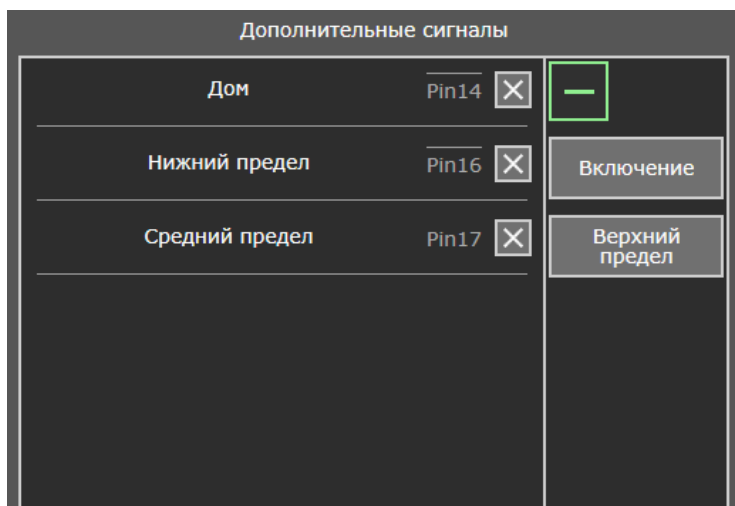 Дополнительные сигналы
Дом Pin14
Нижний предел Pin16
Включение
Средний предел Pin17
Верхний
предел